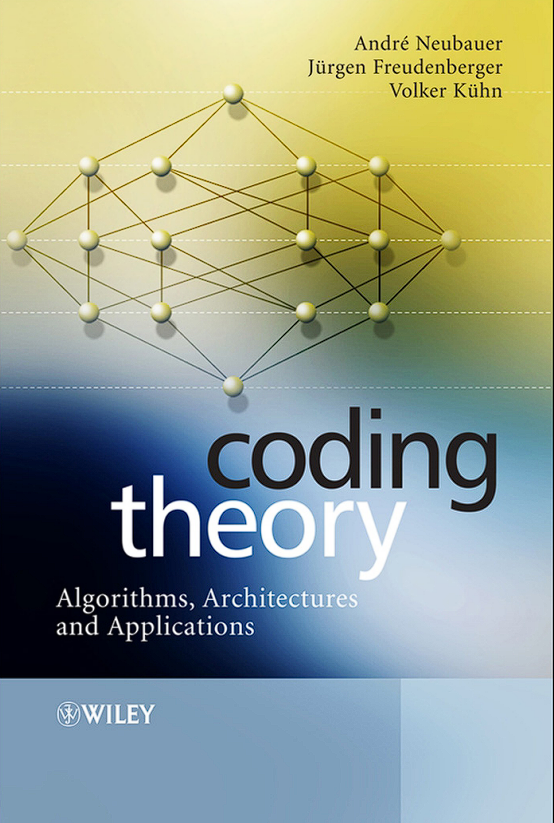 André Neubauer
Jürgen Freudenberger
Volker Kühn
coding
theory
Algorithms, Architectures
and Applications
WILEY